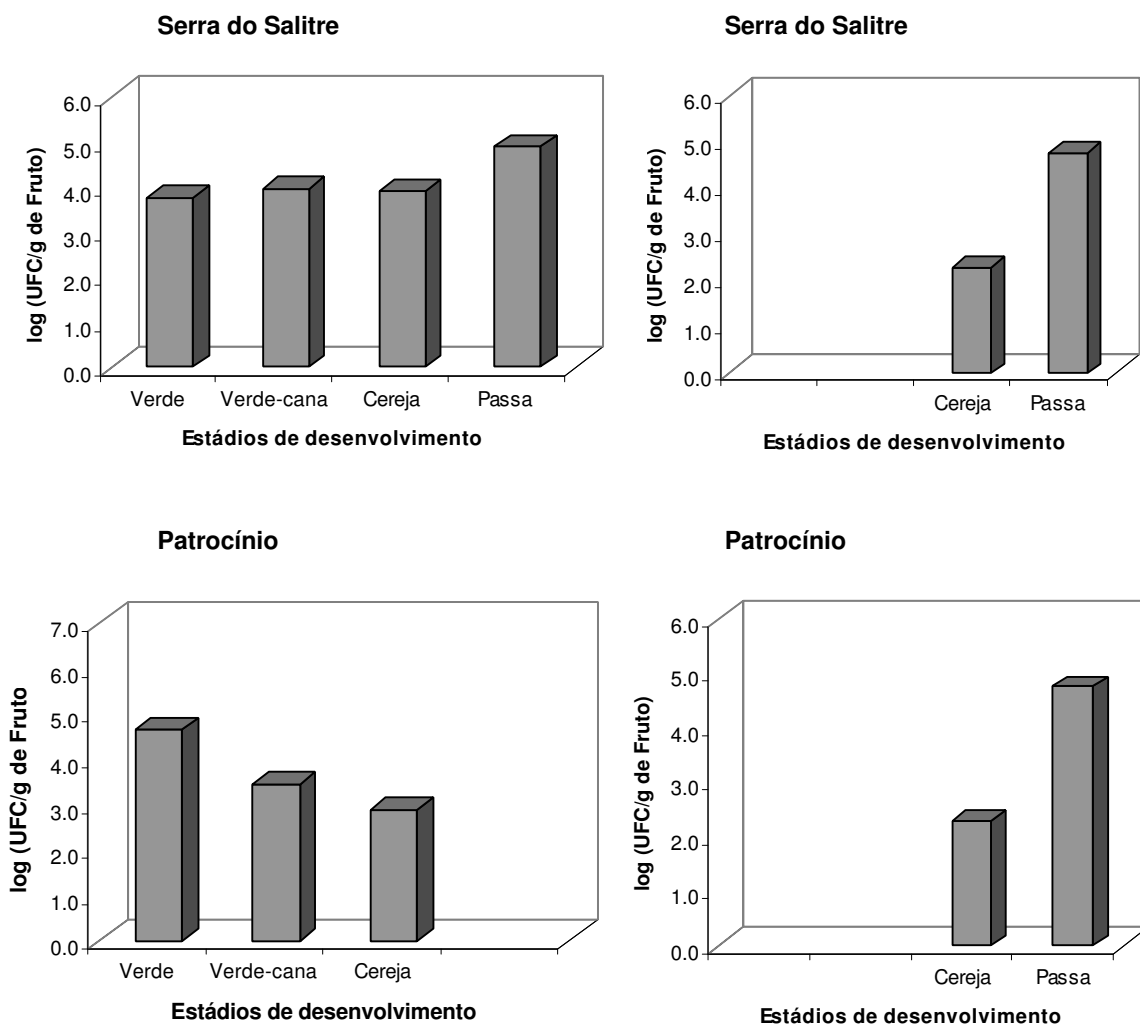 Serra do Salitre
log (UFC/g de Fruto)
6.0
5.0
4.0
3.0
2.0
1.0
0.0
Verde Verde-cana Cereja Passa
Estádios de desenvolvimento
Serra do Salitre
log (UFC/g de Fruto)
6.0
5.0
4.0
3.0
2.0
1.0
0.0
Cereja Passa
Estádios de desenvolvimento
Patrocínio
log (UFC/g de Fruto
7.0
6.0
5.0
4.0
3.0
2.0
1.0
0.0
Verde Verde-cana Cereja
Estádios de desenvolvimento
Patrocínio
log (UFC/g de Fruto)
6.0
5.0
4.0
3.0
2.0
1.0
0.0
Cereja Passa
Estádios de desenvolvimento